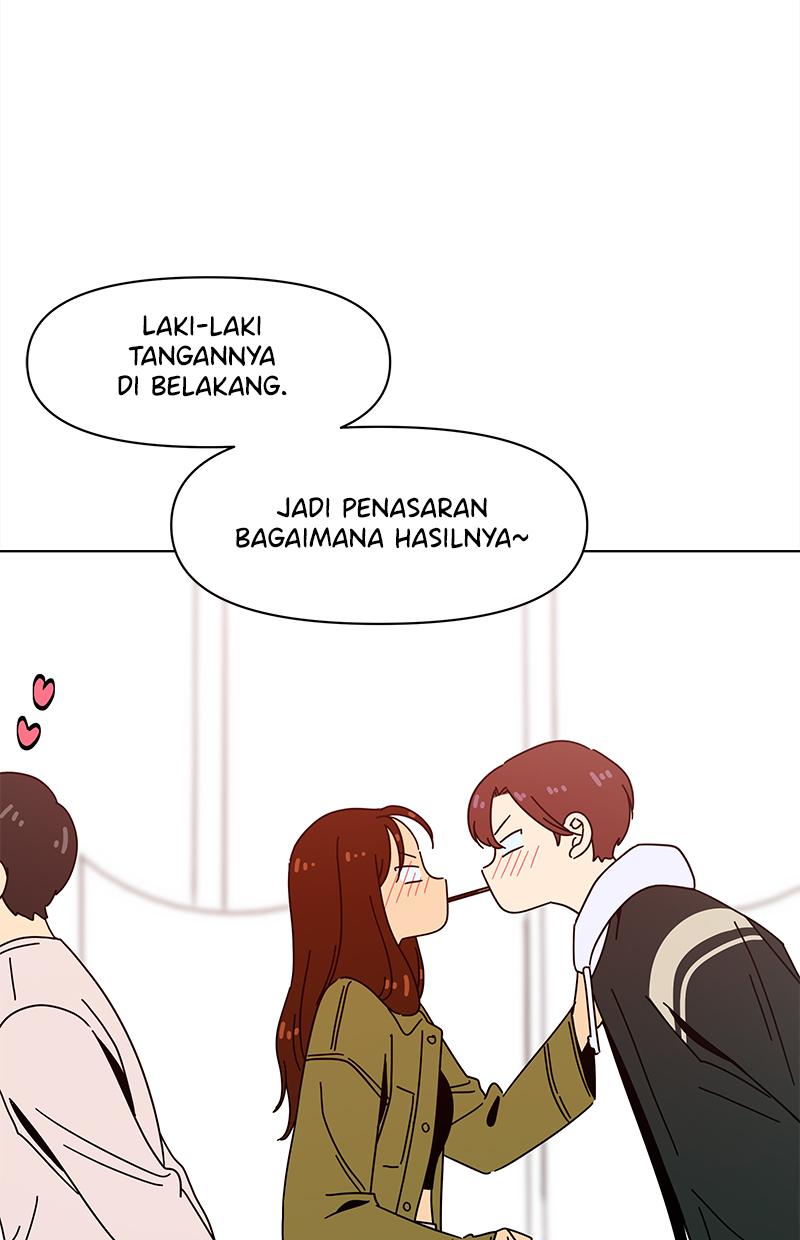 LAKI-LAKI
TANGANNYA
DI BELAKANG.
JADI PENASARAN
BAGAIMANA HASILNYA~